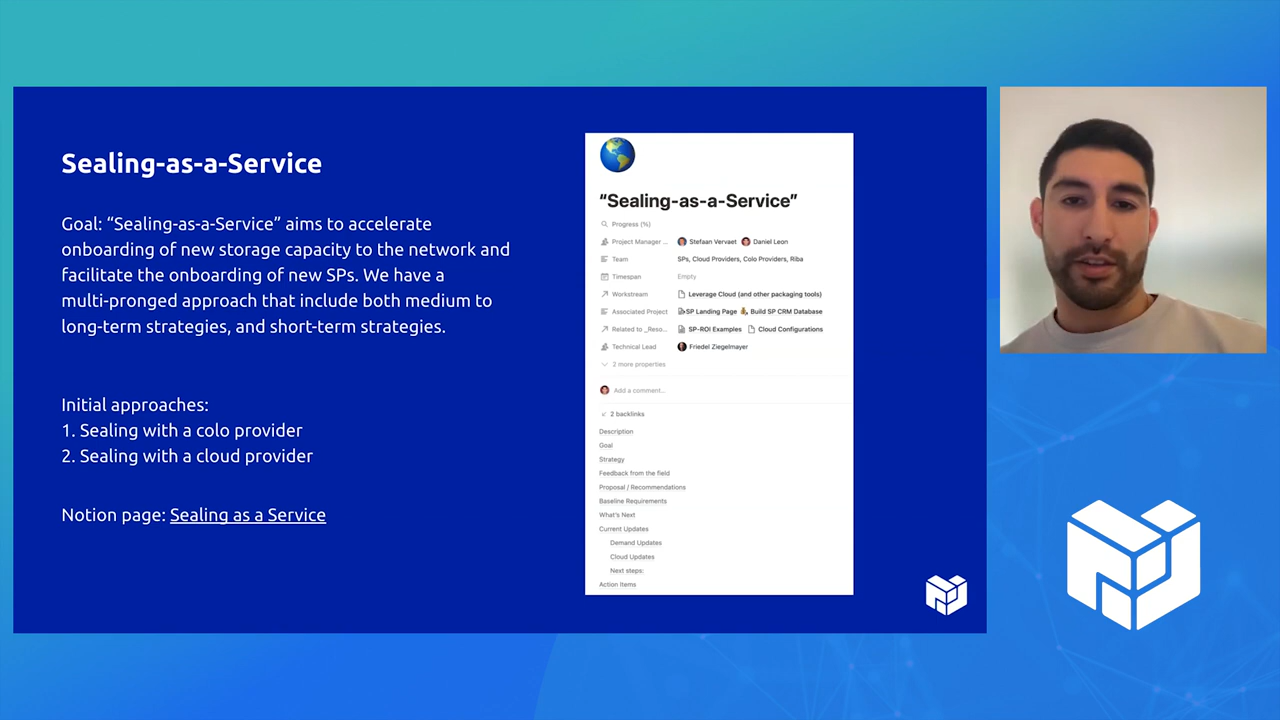 Sealing-as-a-Service
Goal: “Sealing-as-a-Service” aims to accelerate
onboarding of new storage capacity to the network and
facilitate the onboarding of new SPs. We have a
multi-pronged approach that include both medium to
long-term strategies, and short-term strategies.
Initial approaches:
1. Sealing with a colo provider
2. Sealing with a cloud provider
Notion page: Sealing as a Service
“Sealing-as-a-Service”
Progress (%)
Project Manager ... Stefaan Vervaet Daniel Leon
Team SPs, Cloud Providers, Colo Providers, Riba
Timespan Empty
Workstream Leverage Cloud (and other packaging tools)
Associated Project SP Landing Page Build SP CRM Database
Related to _Reso... SP-ROI Examples Cloud Configurations
Technical Lead Friedel Ziegelmayer
2 more properties
Add a comment...
2 backlinks
Description
Goal
Strategy
Feedback from the field
Proposal / Recommendations
Baseline Requirements
What's Next
Current Updates
Demand Updates
Cloud Updates
Next steps:
Action Items